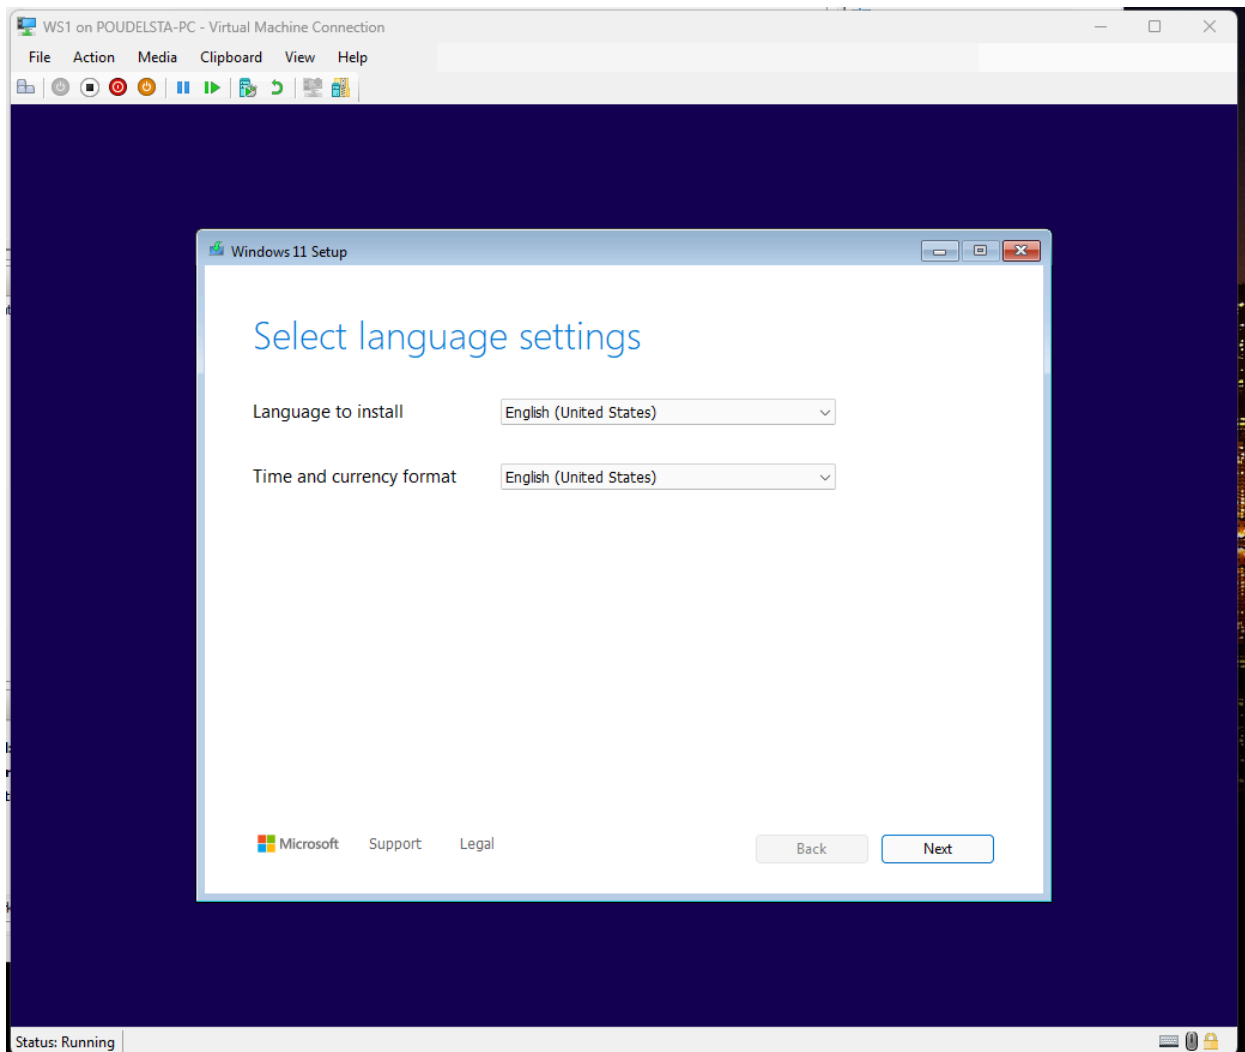 WS1 on POUDELSTA-PC - Virtual Machine Connection
File Action Media Clipboard View Help
Windows 11 Setup
Select language settings
Language to install English (United States)
Time and currency format English (United States)
Microsoft Support Legal Back Next
Status: Running